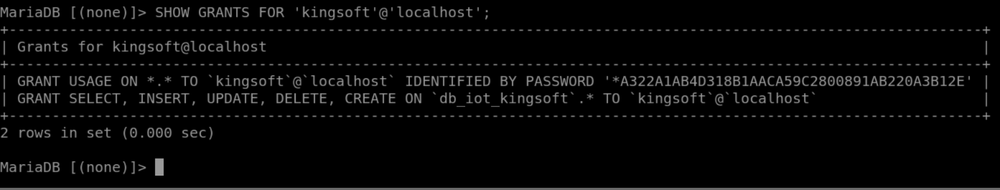 MariaDB [(none)]> SHOW GRANTS FOR 'kingsoft'@'localhost';
+-----------------------------------------------------------------------------------------------------------------+
| Grants for kingsoft@localhost                                                                                   |
+-----------------------------------------------------------------------------------------------------------------+
| GRANT USAGE ON *.* TO `kingsoft`@`localhost` IDENTIFIED BY PASSWORD '*A322A1AB4D318B1AACA59C2800891AB220A3B12E' |
| GRANT SELECT, INSERT, UPDATE, DELETE, CREATE ON `db_iot_kingsoft`.* TO `kingsoft`@`localhost`                   |
+-----------------------------------------------------------------------------------------------------------------+
2 rows in set (0.000 sec)
MariaDB [(none)]>